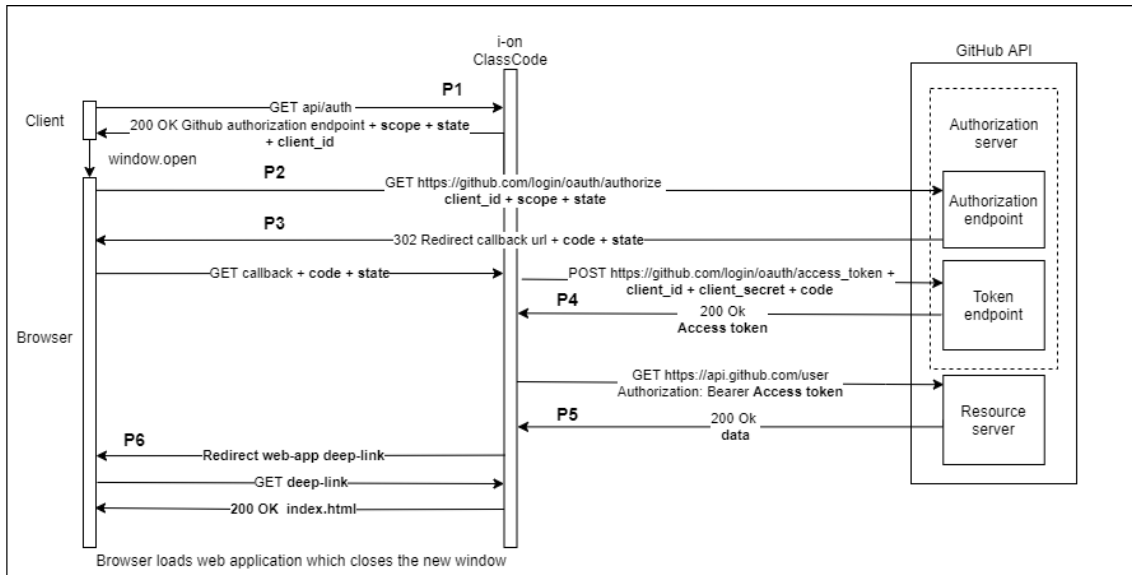 i-on
ClassCode
GitHub API
P1
GET api/auth
Client
200 OK Github authorization endpoint + scope + state
+ client_id
Authorization
server
window.open
P2
GET https://github.com/login/oauth/authorize
client_id + scope + state
Authorization
endpoint
P3
302 Redirect callback url + code + state
GET callback + code + state
POST https://github.com/login/oauth/access_token +
client_id + client_secret + code
P4
200 Ok
Access token
Token
endpoint
Browser
GET https://api.github.com/user
Authorization: Bearer Access token
P5
200 Ok
data
Resource
server
P6
Redirect web-app deep-link
GET deep-link
200 OK index.html
Browser loads web application which closes the new window